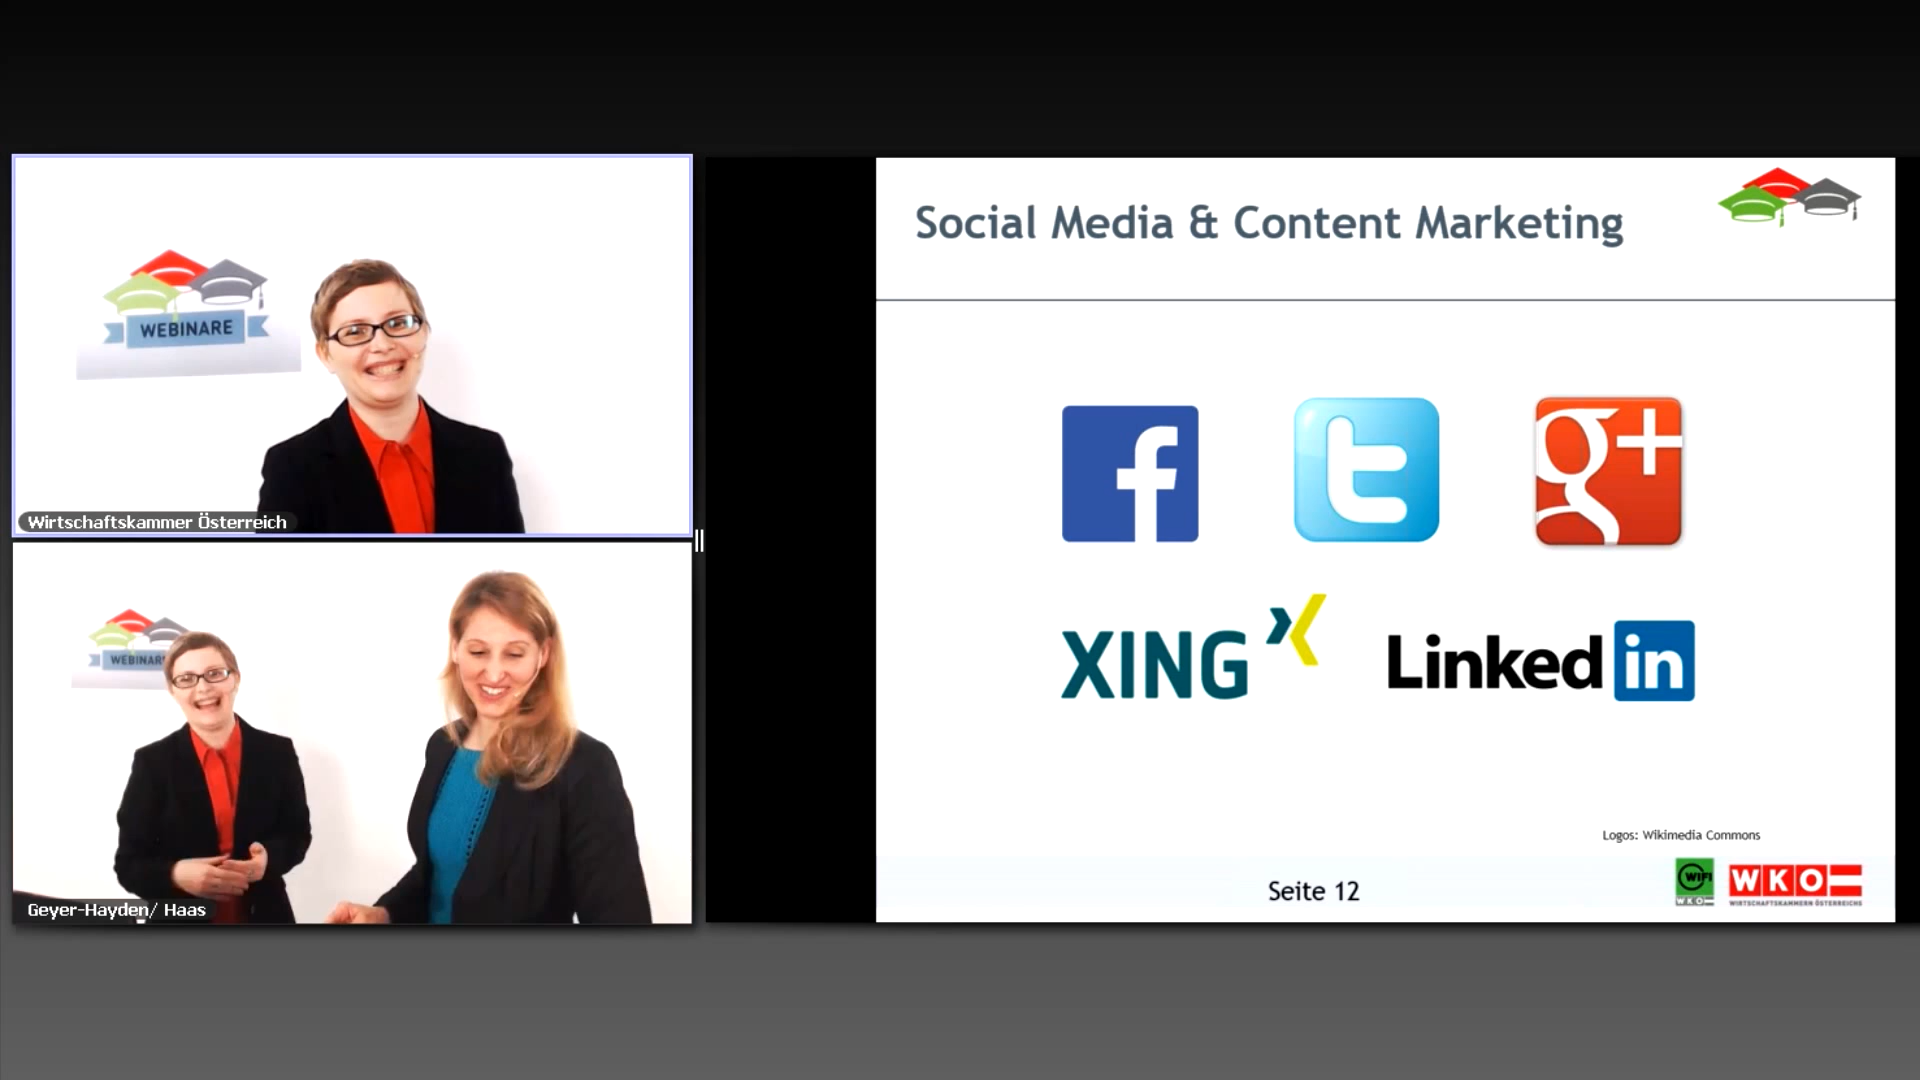 WEBINARE
Wirtschaftskammer Österreich
WEBINAR
Geyer-Hayden/ Haas
Social Media & Content Marketing
f
t
g+
XING
Linked in
Logos: Wikimedia Commons
Seite 12
WIFI
WKO
WKO
WIRTSCHAFTSKAMMERN ÖSTERREICHS